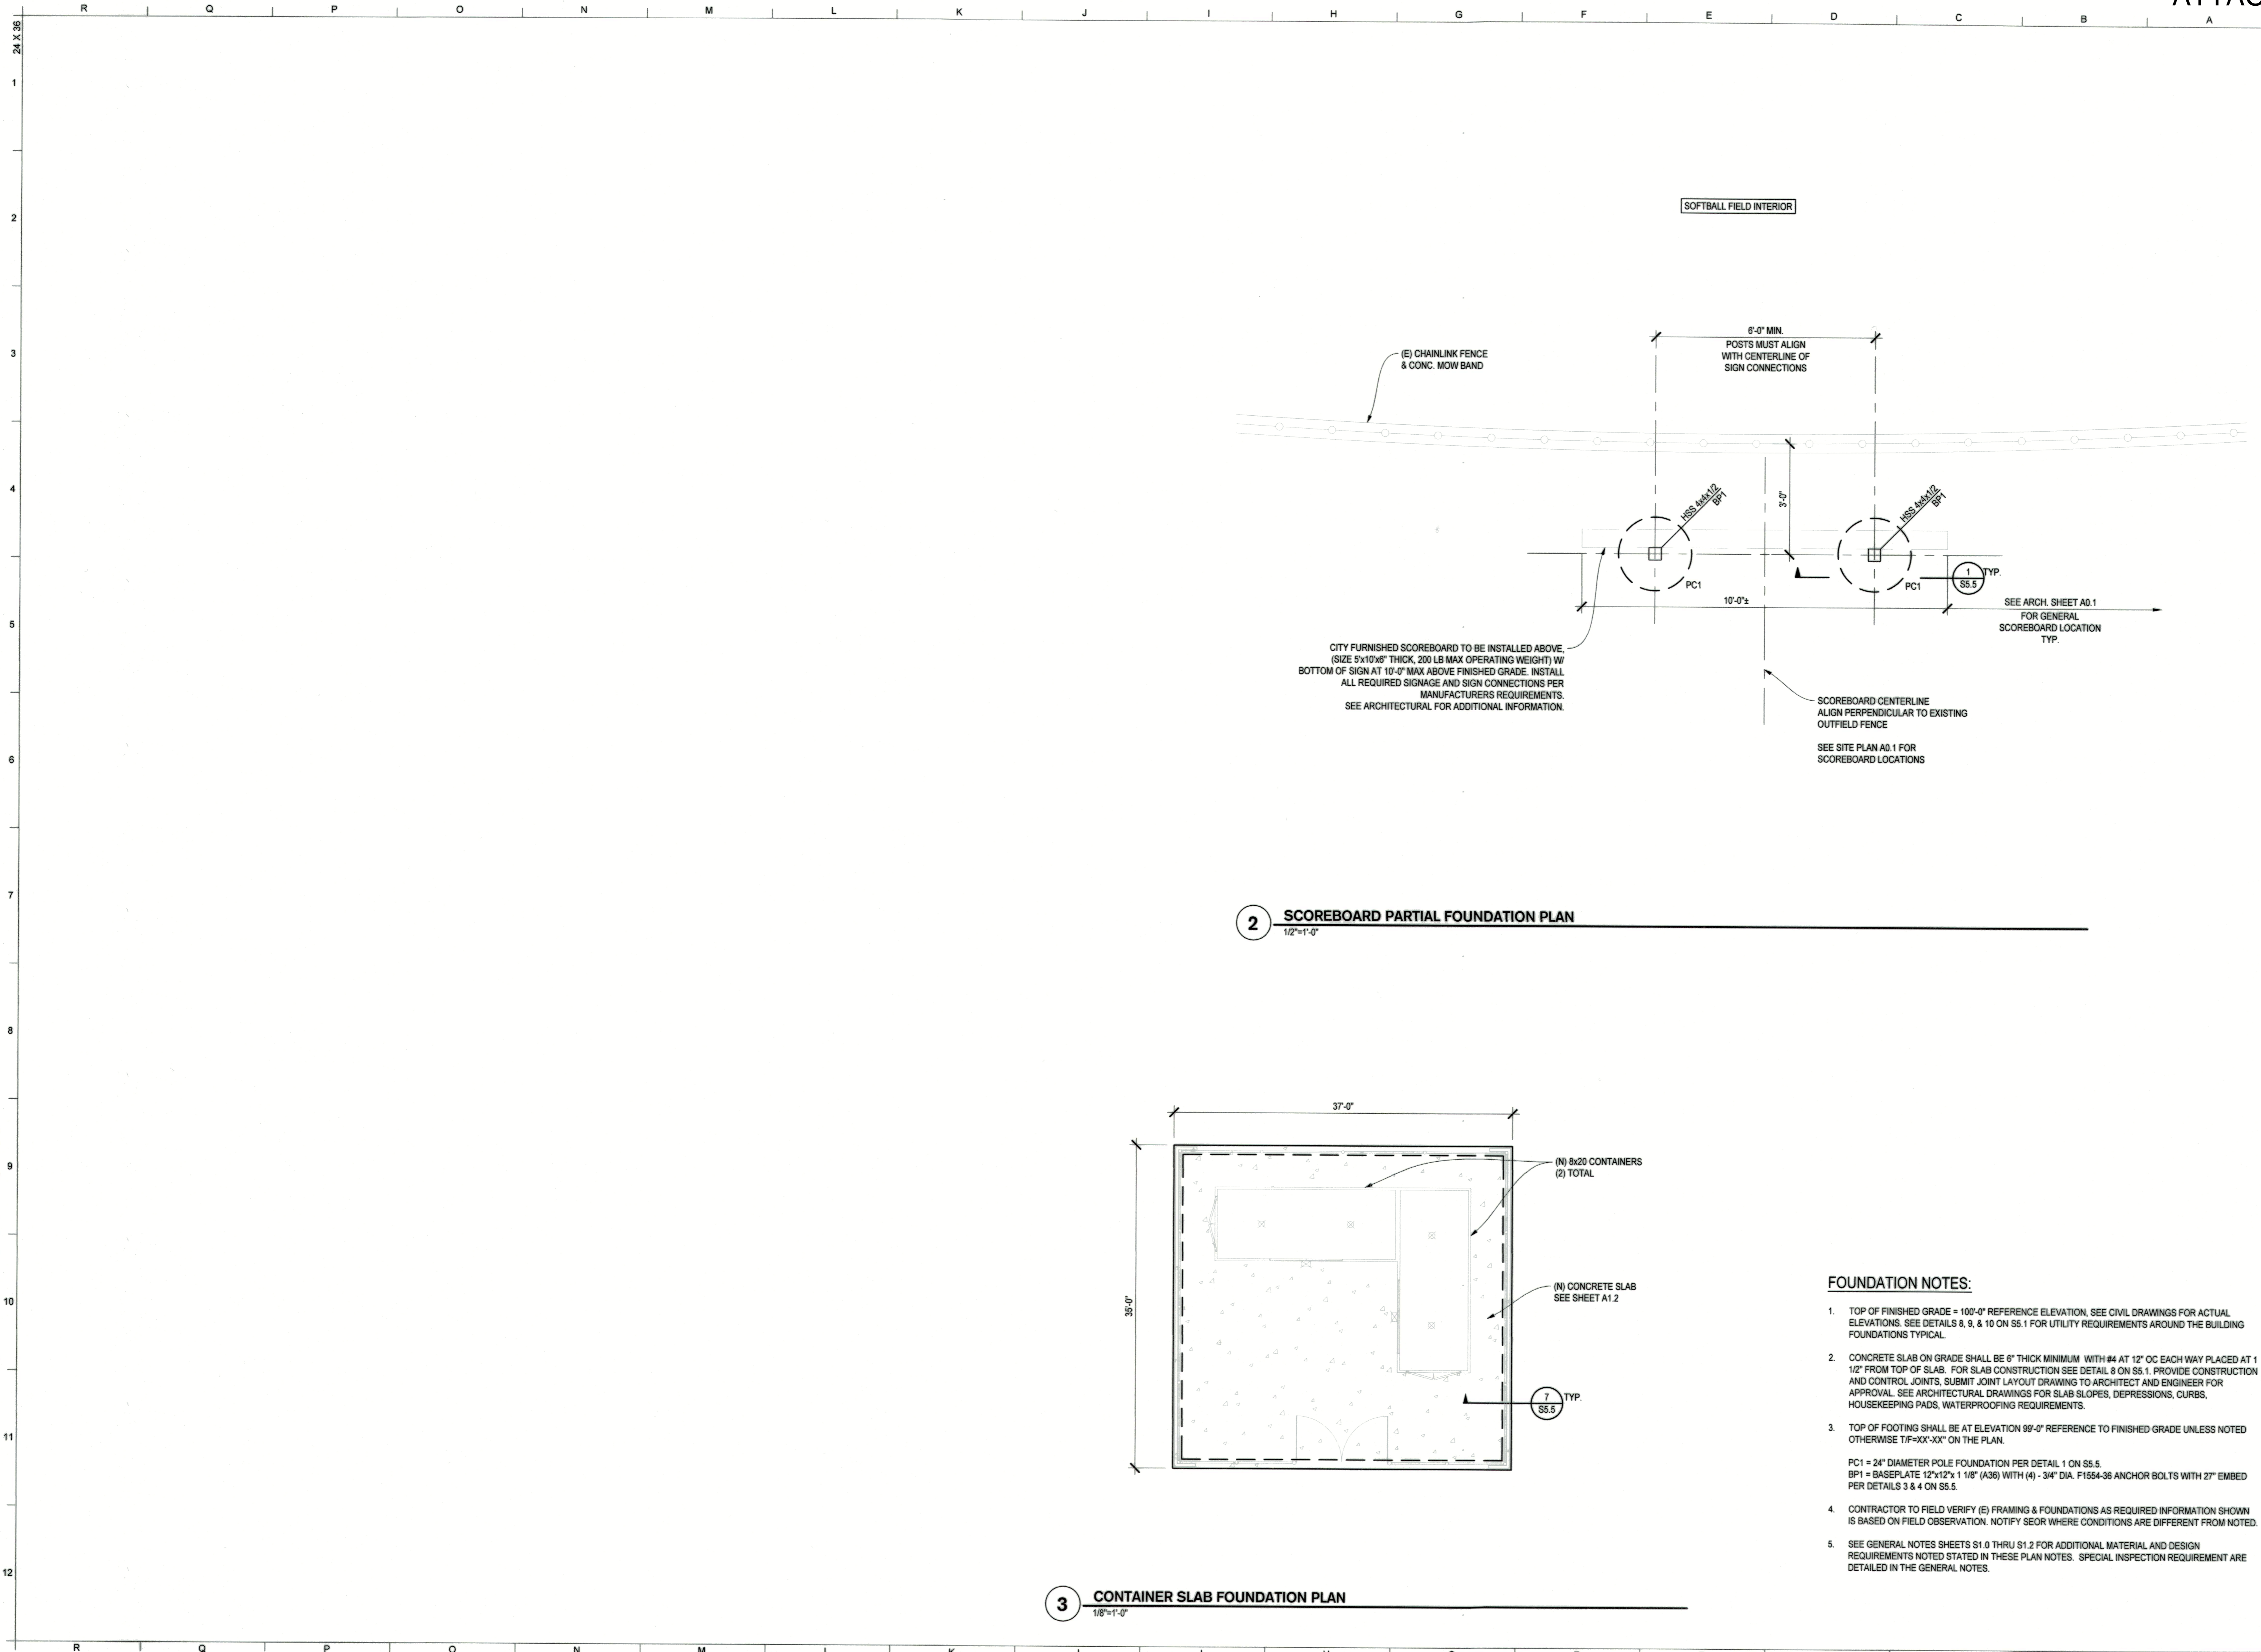 R Q P O N M L K J I H G F E D C B A
24 X 36
1
2
3
4
5
6
7
8
9
10
11
12
SOFTBALL FIELD INTERIOR
6'-0" MIN.
POSTS MUST ALIGN
WITH CENTERLINE OF
SIGN CONNECTIONS
(E) CHAINLINK FENCE
& CONC. MOW BAND
3'-0"
HSS 4x4x1/2
BP1
HSS 4x4x1/2
BP1
PC1
PC1
1
S5.5
TYP.
10'-0"±
SEE ARCH. SHEET A0.1
FOR GENERAL
SCOREBOARD LOCATION
TYP.
CITY FURNISHED SCOREBOARD TO BE INSTALLED ABOVE,
(SIZE 5'x10'x6" THICK, 200 LB MAX OPERATING WEIGHT) W/
BOTTOM OF SIGN AT 10'-0" MAX ABOVE FINISHED GRADE. INSTALL
ALL REQUIRED SIGNAGE AND SIGN CONNECTIONS PER
MANUFACTURERS REQUIREMENTS.
SEE ARCHITECTURAL FOR ADDITIONAL INFORMATION.
SCOREBOARD CENTERLINE
ALIGN PERPENDICULAR TO EXISTING
OUTFIELD FENCE
SEE SITE PLAN A0.1 FOR
SCOREBOARD LOCATIONS
2
SCOREBOARD PARTIAL FOUNDATION PLAN
1/2"=1'-0"
37'-0"
35'-0"
(N) 8x20 CONTAINERS
(2) TOTAL
(N) CONCRETE SLAB
SEE SHEET A1.2
7
S5.5
TYP.
3
CONTAINER SLAB FOUNDATION PLAN
1/8"=1'-0"
FOUNDATION NOTES:
1. TOP OF FINISHED GRADE = 100'-0" REFERENCE ELEVATION, SEE CIVIL DRAWINGS FOR ACTUAL
ELEVATIONS. SEE DETAILS 8, 9, & 10 ON S5.1 FOR UTILITY REQUIREMENTS AROUND THE BUILDING
FOUNDATIONS TYPICAL.
2. CONCRETE SLAB ON GRADE SHALL BE 6" THICK MINIMUM WITH #4 AT 12" OC EACH WAY PLACED AT 1
1/2" FROM TOP OF SLAB. FOR SLAB CONSTRUCTION SEE DETAIL 8 ON S5.1. PROVIDE CONSTRUCTION
AND CONTROL JOINTS, SUBMIT JOINT LAYOUT DRAWING TO ARCHITECT AND ENGINEER FOR
APPROVAL. SEE ARCHITECTURAL DRAWINGS FOR SLAB SLOPES, DEPRESSIONS, CURBS,
HOUSEKEEPING PADS, WATERPROOFING REQUIREMENTS.
3. TOP OF FOOTING SHALL BE AT ELEVATION 99'-0" REFERENCE TO FINISHED GRADE UNLESS NOTED
OTHERWISE T/F=XX'-XX" ON THE PLAN.
PC1 = 24" DIAMETER POLE FOUNDATION PER DETAIL 1 ON S5.5.
BP1 = BASEPLATE 12"x12"x 1 1/8" (A36) WITH (4) - 3/4" DIA. F1554-36 ANCHOR BOLTS WITH 27" EMBED
PER DETAILS 3 & 4 ON S5.5.
4. CONTRACTOR TO FIELD VERIFY (E) FRAMING & FOUNDATIONS AS REQUIRED INFORMATION SHOWN
IS BASED ON FIELD OBSERVATION. NOTIFY SEOR WHERE CONDITIONS ARE DIFFERENT FROM NOTED.
5. SEE GENERAL NOTES SHEETS S1.0 THRU S1.2 FOR ADDITIONAL MATERIAL AND DESIGN
REQUIREMENTS NOTED STATED IN THESE PLAN NOTES. SPECIAL INSPECTION REQUIREMENT ARE
DETAILED IN THE GENERAL NOTES.
R Q P O N M